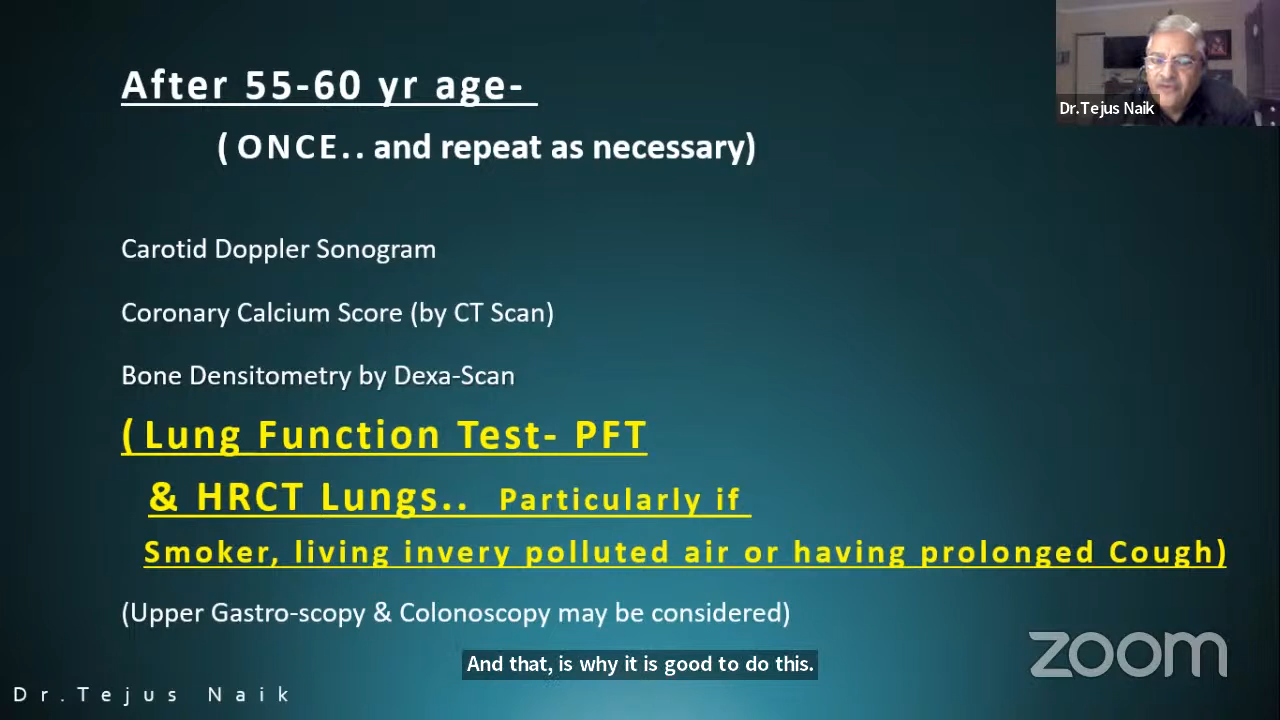 After 55-60 yr age-
( ONCE.. and repeat as necessary)
Dr.Tejus Naik
Carotid Doppler Sonogram
Coronary Calcium Score (by CT Scan)
Bone Densitometry by Dexa-Scan
( Lung Function Test- PFT
& HRCT Lungs.. Particularly if
Smoker, living invery polluted air or having prolonged Cough)
(Upper Gastro-scopy & Colonoscopy may be considered)
And that, is why it is good to do this.
zoom
Dr.Tejus Naik